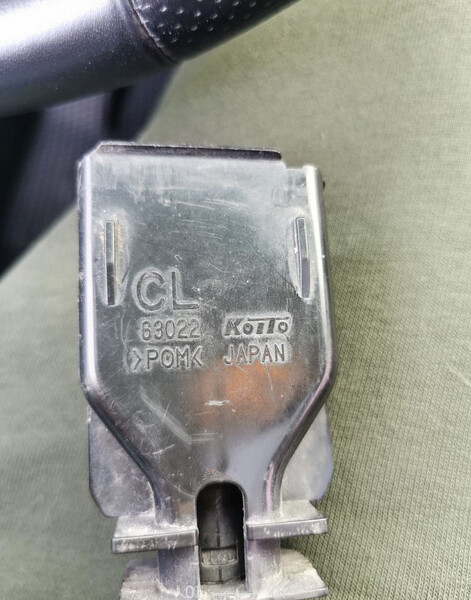 CL
63022 KOITO
>POM< JAPAN